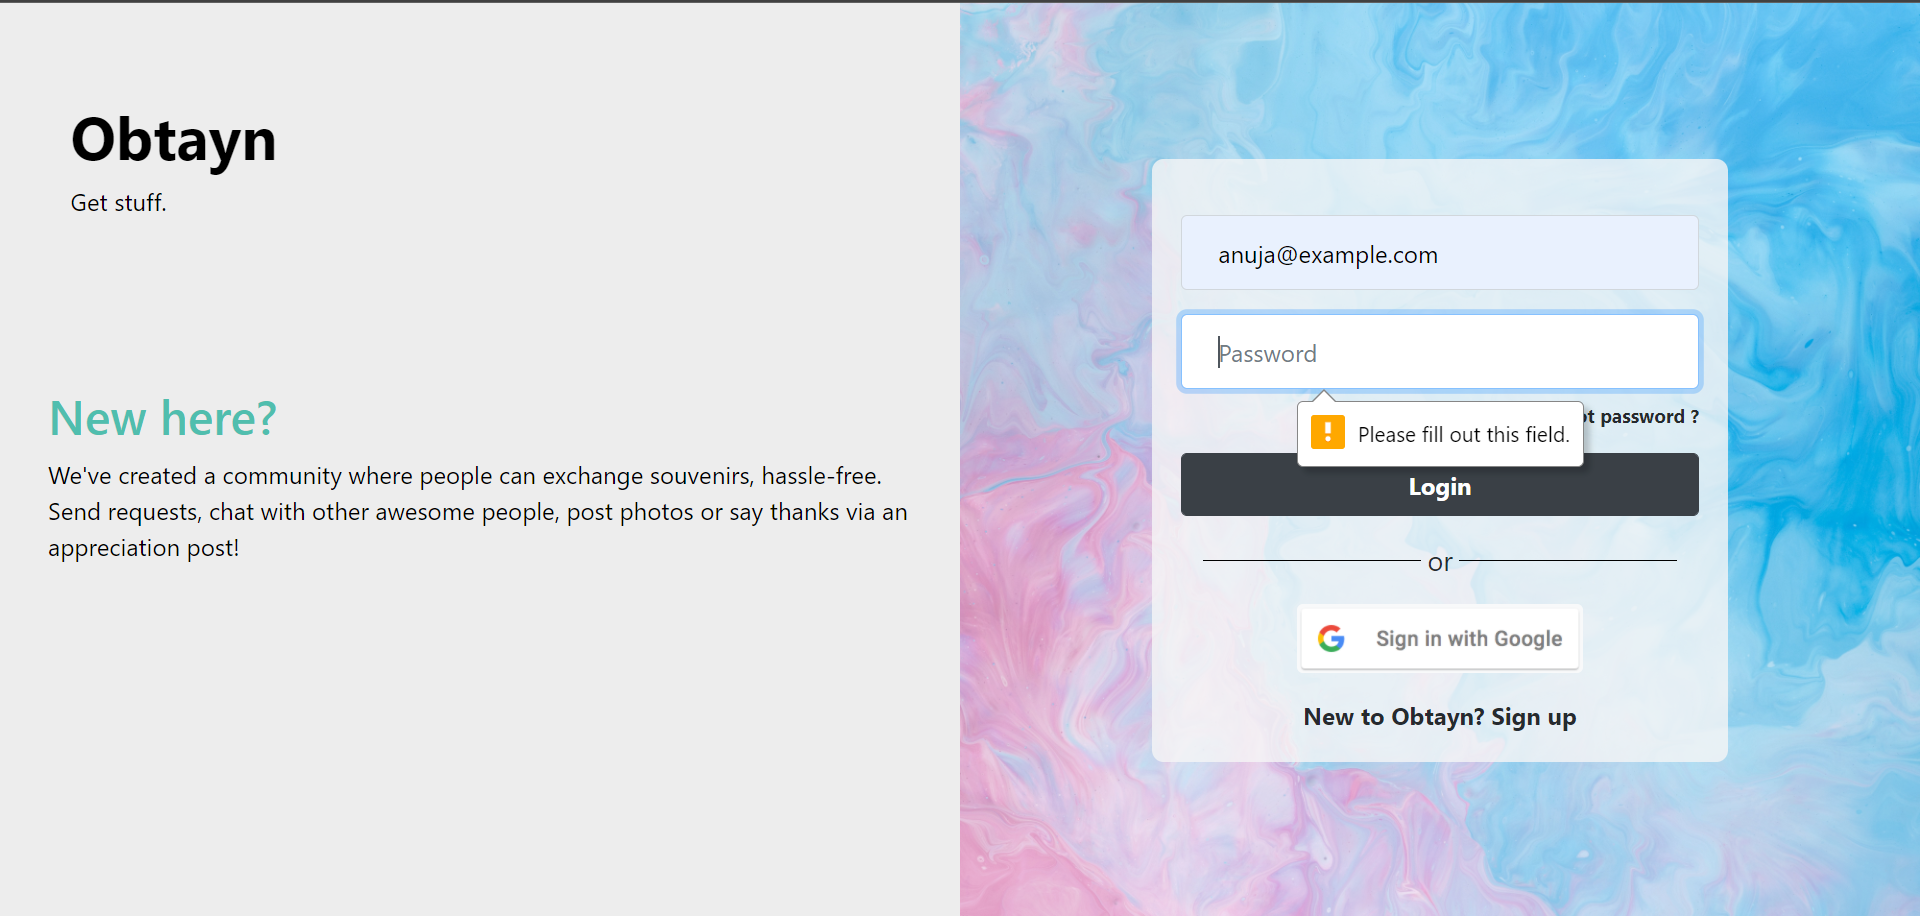 Obtayn
Get stuff.
New here?
We've created a community where people can exchange souvenirs, hassle-free.
Send requests, chat with other awesome people, post photos or say thanks via an
appreciation post!
anuja@example.com
Password
password ?
Please fill out this field.
Login
or
Sign in with Google
New to Obtayn? Sign up